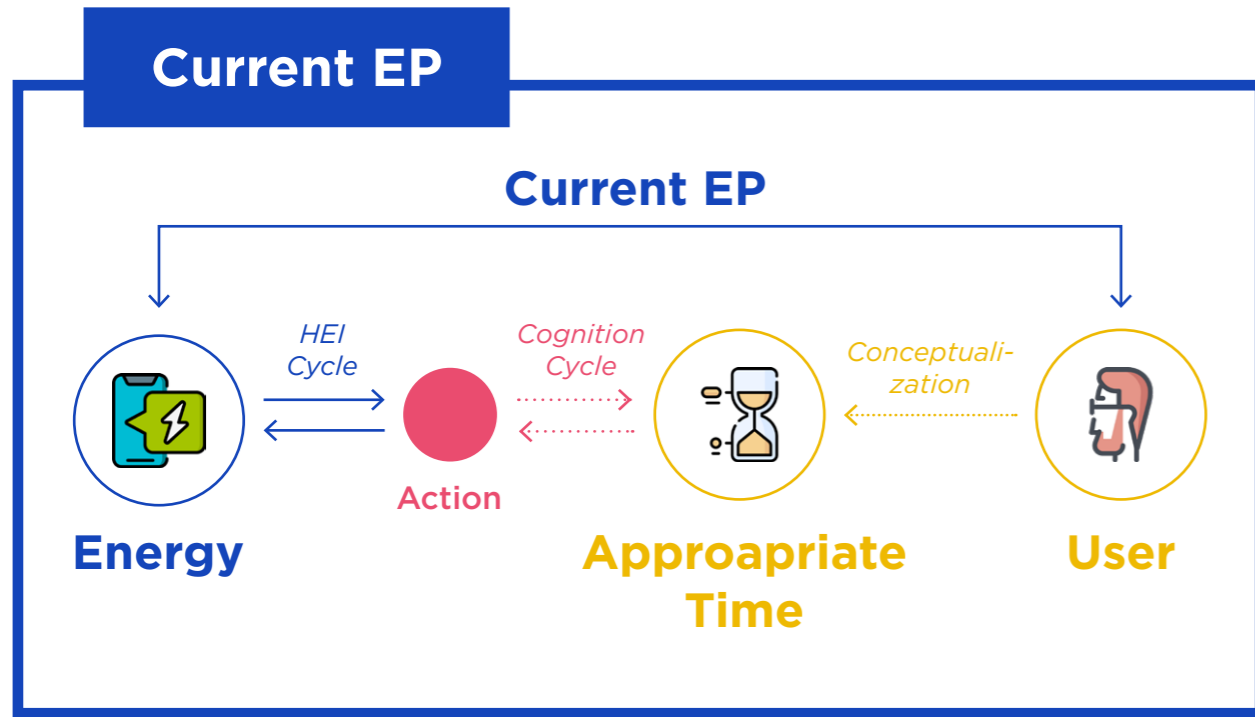 Current EP
Current EP
HEI
Cycle
Cognition
Cycle
Conceptuali-
zation
Action
Energy
Approapriate
Time
User